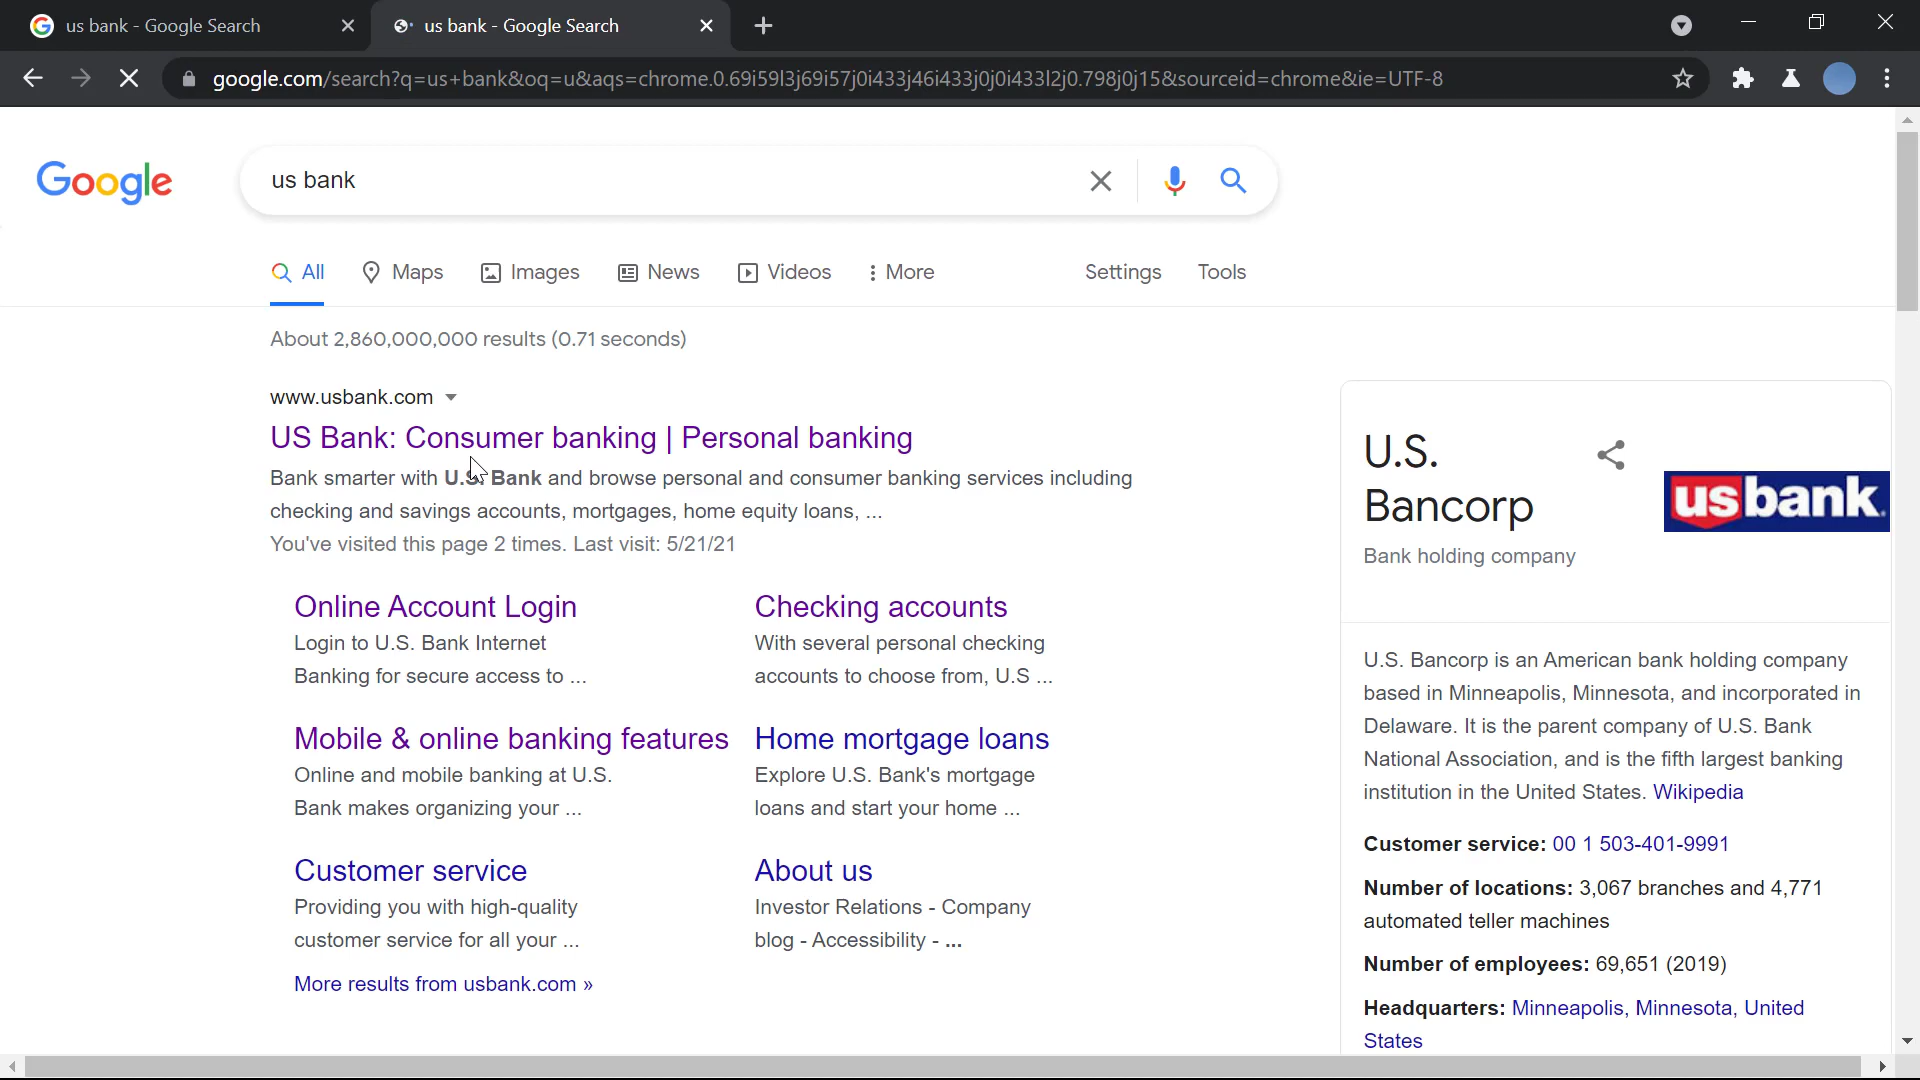 us bank - Google Search
us bank - Google Search
google.com/search?q=us+bank&oq=u&aqs=chrome.0.69i59l3j69i57j0i433j46i433j0j0i433l2j0.798j0j15&sourceid=chrome&ie=UTF-8
Google
us bank
All Maps Images News Videos More Settings Tools
About 2,860,000,000 results (0.71 seconds)
www.usbank.com
US Bank: Consumer banking | Personal banking
Bank smarter with U.S. Bank and browse personal and consumer banking services including
checking and savings accounts, mortgages, home equity loans, ...
You've visited this page 2 times. Last visit: 5/21/21
Online Account Login
Login to U.S. Bank Internet
Banking for secure access to ...
Checking accounts
With several personal checking
accounts to choose from, U.S ...
Mobile & online banking features
Online and mobile banking at U.S.
Bank makes organizing your ...
Home mortgage loans
Explore U.S. Bank's mortgage
loans and start your home ...
Customer service
Providing you with high-quality
customer service for all your ...
About us
Investor Relations - Company
blog - Accessibility - ...
More results from usbank.com »
U.S.
Bancorp
Bank holding company
usbank.
U.S. Bancorp is an American bank holding company
based in Minneapolis, Minnesota, and incorporated in
Delaware. It is the parent company of U.S. Bank
National Association, and is the fifth largest banking
institution in the United States. Wikipedia
Customer service: 00 1 503-401-9991
Number of locations: 3,067 branches and 4,771
automated teller machines
Number of employees: 69,651 (2019)
Headquarters: Minneapolis, Minnesota, United
States